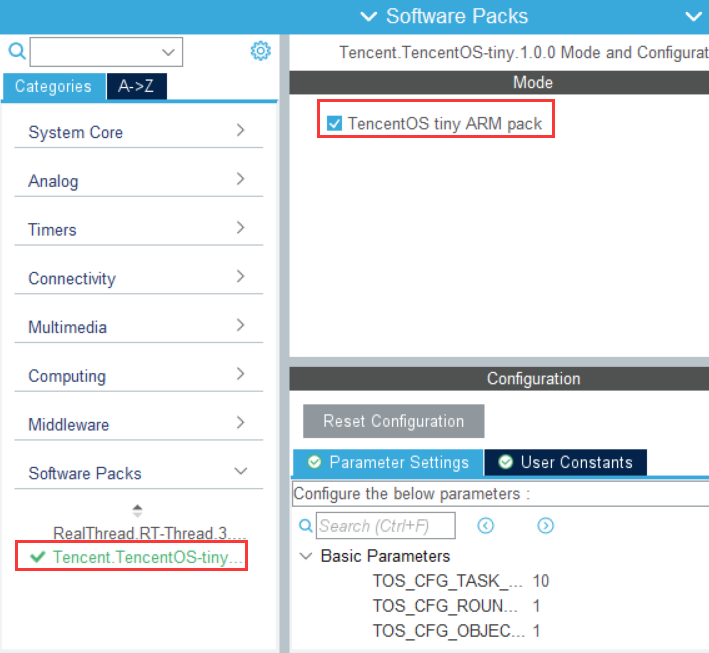 Software Packs
Categories
A->Z
System Core
Analog
Timers
Connectivity
Multimedia
Computing
Middleware
Software Packs
RealThread.RT-Thread.3....
Tencent.TencentOS-tiny...
Tencent.TencentOS-tiny.1.0.0 Mode and Configurat
Mode
TencentOS tiny ARM pack
Configuration
Reset Configuration
Parameter Settings
User Constants
Configure the below parameters :
Search (Ctrl+F)
Basic Parameters
TOS_CFG_TASK_... 10
TOS_CFG_ROUN... 1
TOS_CFG_OBJEC... 1